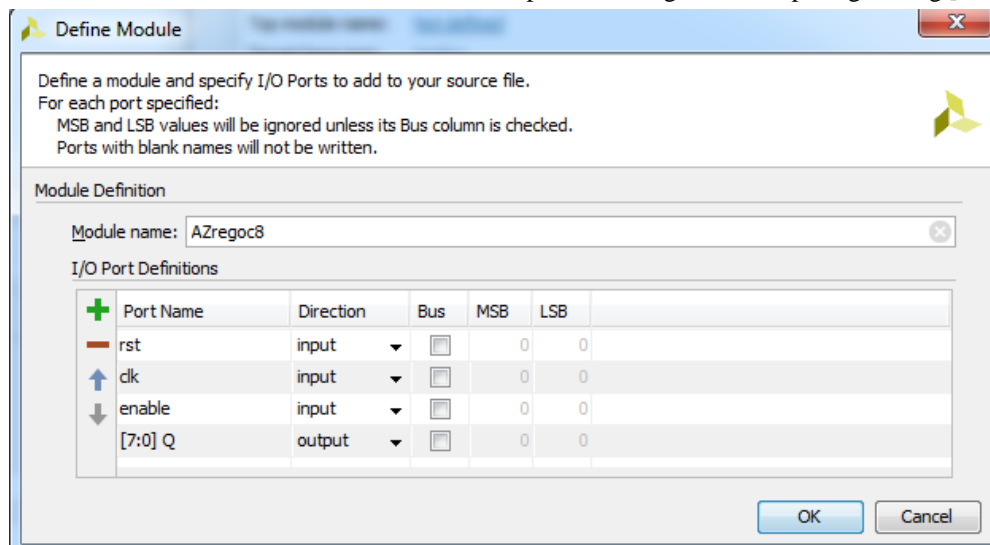 Define Module
Define a module and specify I/O Ports to add to your source file.
For each port specified:
MSB and LSB values will be ignored unless its Bus column is checked.
Ports with blank names will not be written.
Module Definition
Module name: AZregoc8
I/O Port Definitions
Port Name Direction Bus MSB LSB
rst input 0 0
clk input 0 0
enable input 0 0
[7:0] Q output 0 0
OK Cancel